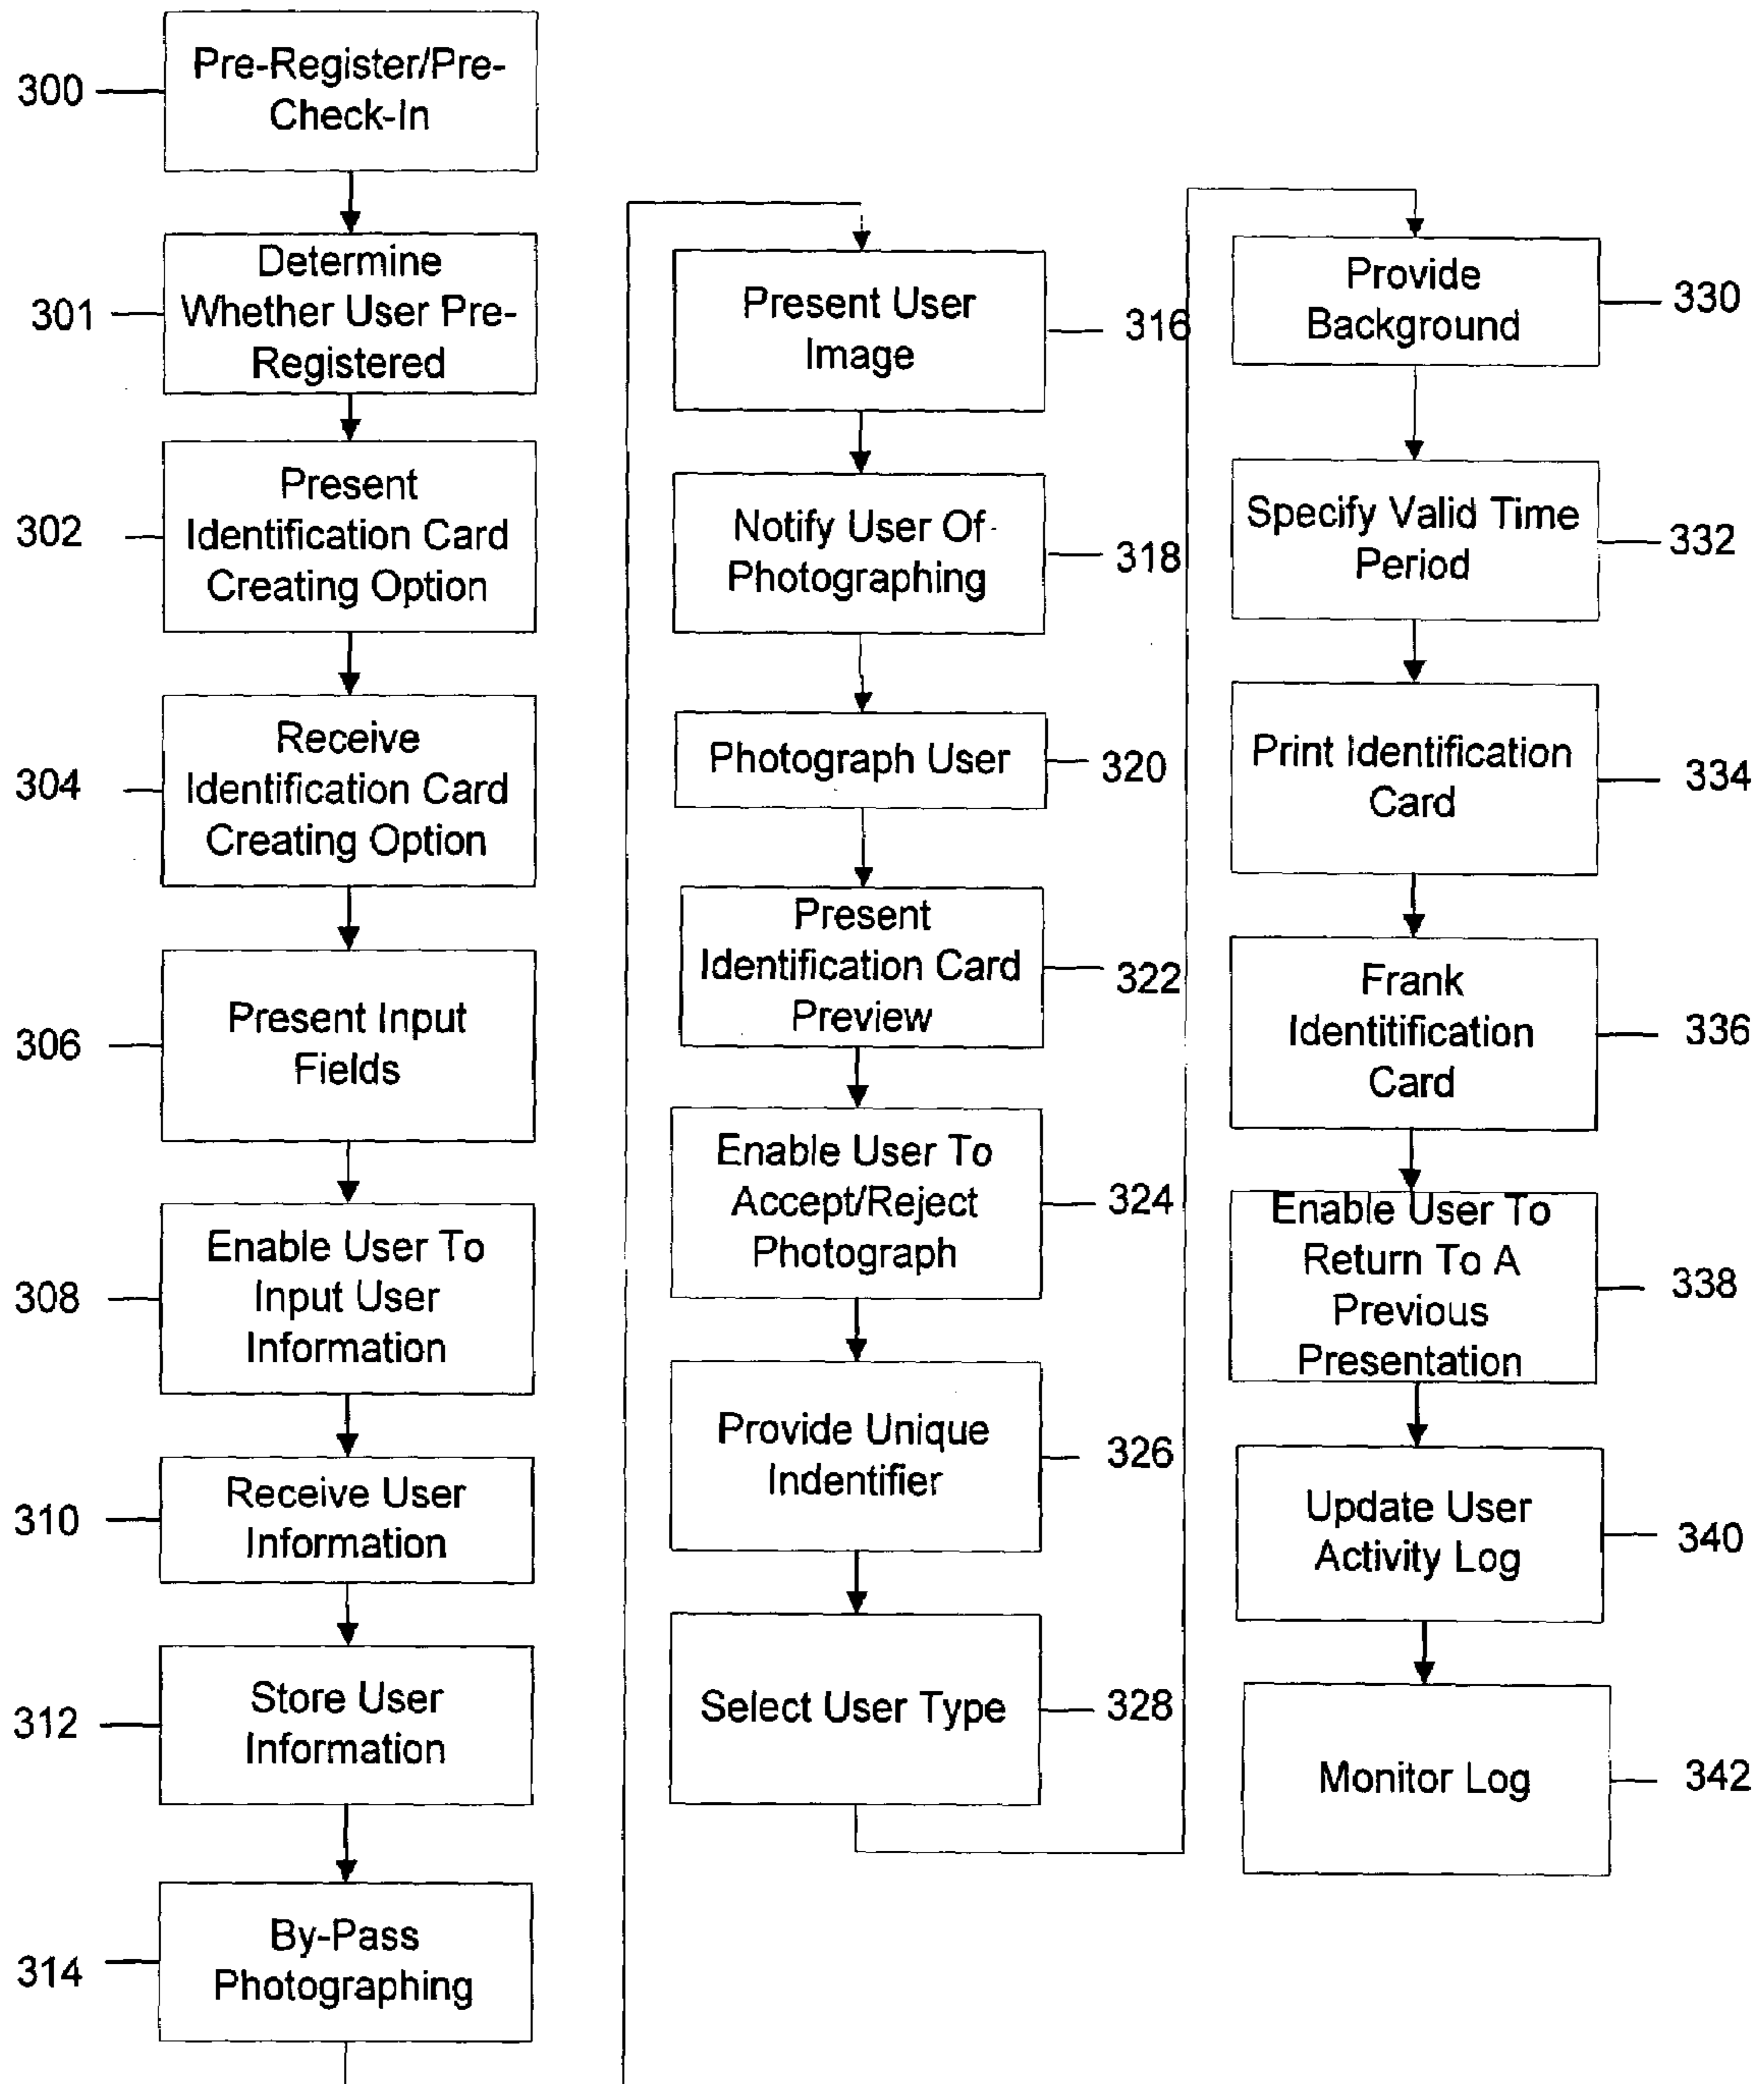 300
Pre-Register/Pre-
Check-In
301
Determine
Whether User Pre-
Registered
302
Present
Identification Card
Creating Option
304
Receive
Identification Card
Creating Option
306
Present Input
Fields
308
Enable User To
Input User
Information
310
Receive User
Information
312
Store User
Information
314
By-Pass
Photographing
Present User
Image
316
Notify User Of
Photographing
318
Photograph User
320
Present
Identification Card
Preview
322
Enable User To
Accept/Reject
Photograph
324
Provide Unique
Indentifier
326
Select User Type
328
Provide
Background
330
Specify Valid Time
Period
332
Print Identification
Card
334
Frank
Identitification
Card
336
Enable User To
Return To A
Previous
Presentation
338
Update User
Activity Log
340
Monitor Log
342